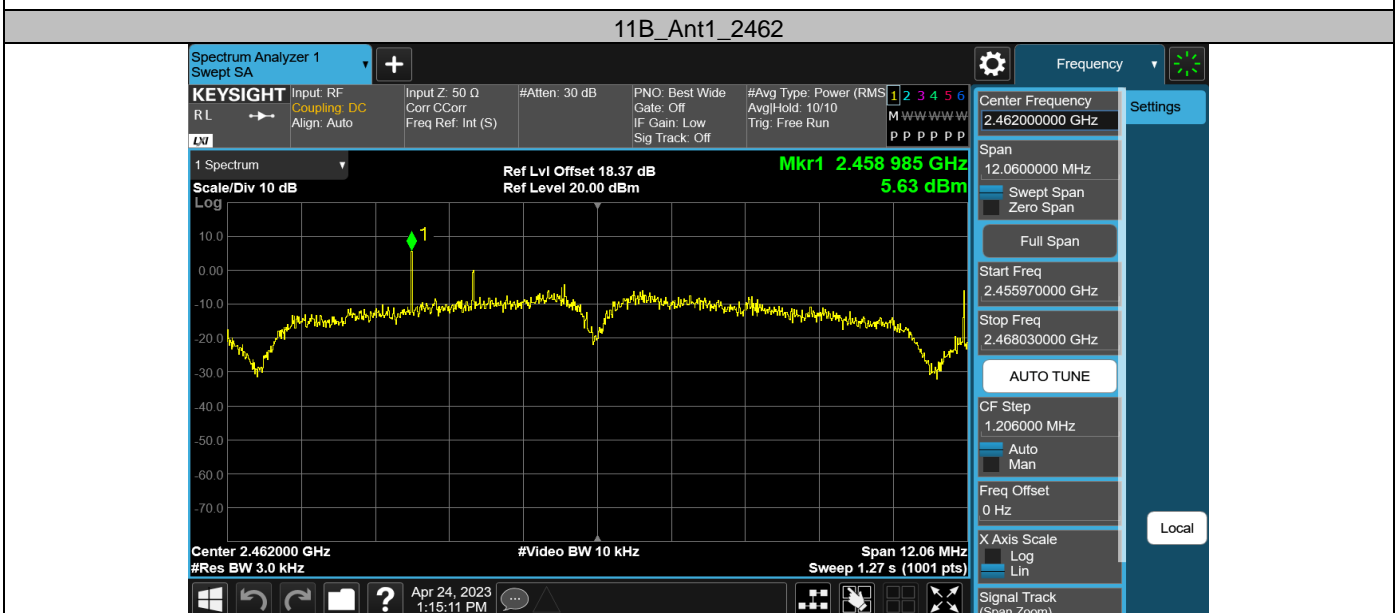 11B_Ant1_2462
Spectrum Analyzer 1
Swept SA
Frequency
KEYSIGHT
RL
LXI
Input: RF
Coupling: DC
Align: Auto
Input Z: 50 Ω
Corr CCorr
Freq Ref: Int (S)
#Atten: 30 dB
PNO: Best Wide
Gate: Off
IF Gain: Low
Sig Track: Off
#Avg Type: Power (RMS
Avg|Hold: 10/10
Trig: Free Run
1 2 3 4 5 6
M W W W W W
P P P P P P
1 Spectrum
Scale/Div 10 dB
Log
Ref Lvl Offset 18.37 dB
Ref Level 20.00 dBm
Mkr1 2.458 985 GHz
5.63 dBm
1
10.0
0.00
-10.0
-20.0
-30.0
-40.0
-50.0
-60.0
-70.0
Center 2.462000 GHz
#Res BW 3.0 kHz
#Video BW 10 kHz
Span 12.06 MHz
Sweep 1.27 s (1001 pts)
Apr 24, 2023
1:15:11 PM
Center Frequency
2.462000000 GHz
Settings
Span
12.0600000 MHz
Swept Span
Zero Span
Full Span
Start Freq
2.455970000 GHz
Stop Freq
2.468030000 GHz
AUTO TUNE
CF Step
1.206000 MHz
Auto
Man
Freq Offset
0 Hz
Local
X Axis Scale
Log
Lin
Signal Track
(Span Zoom)